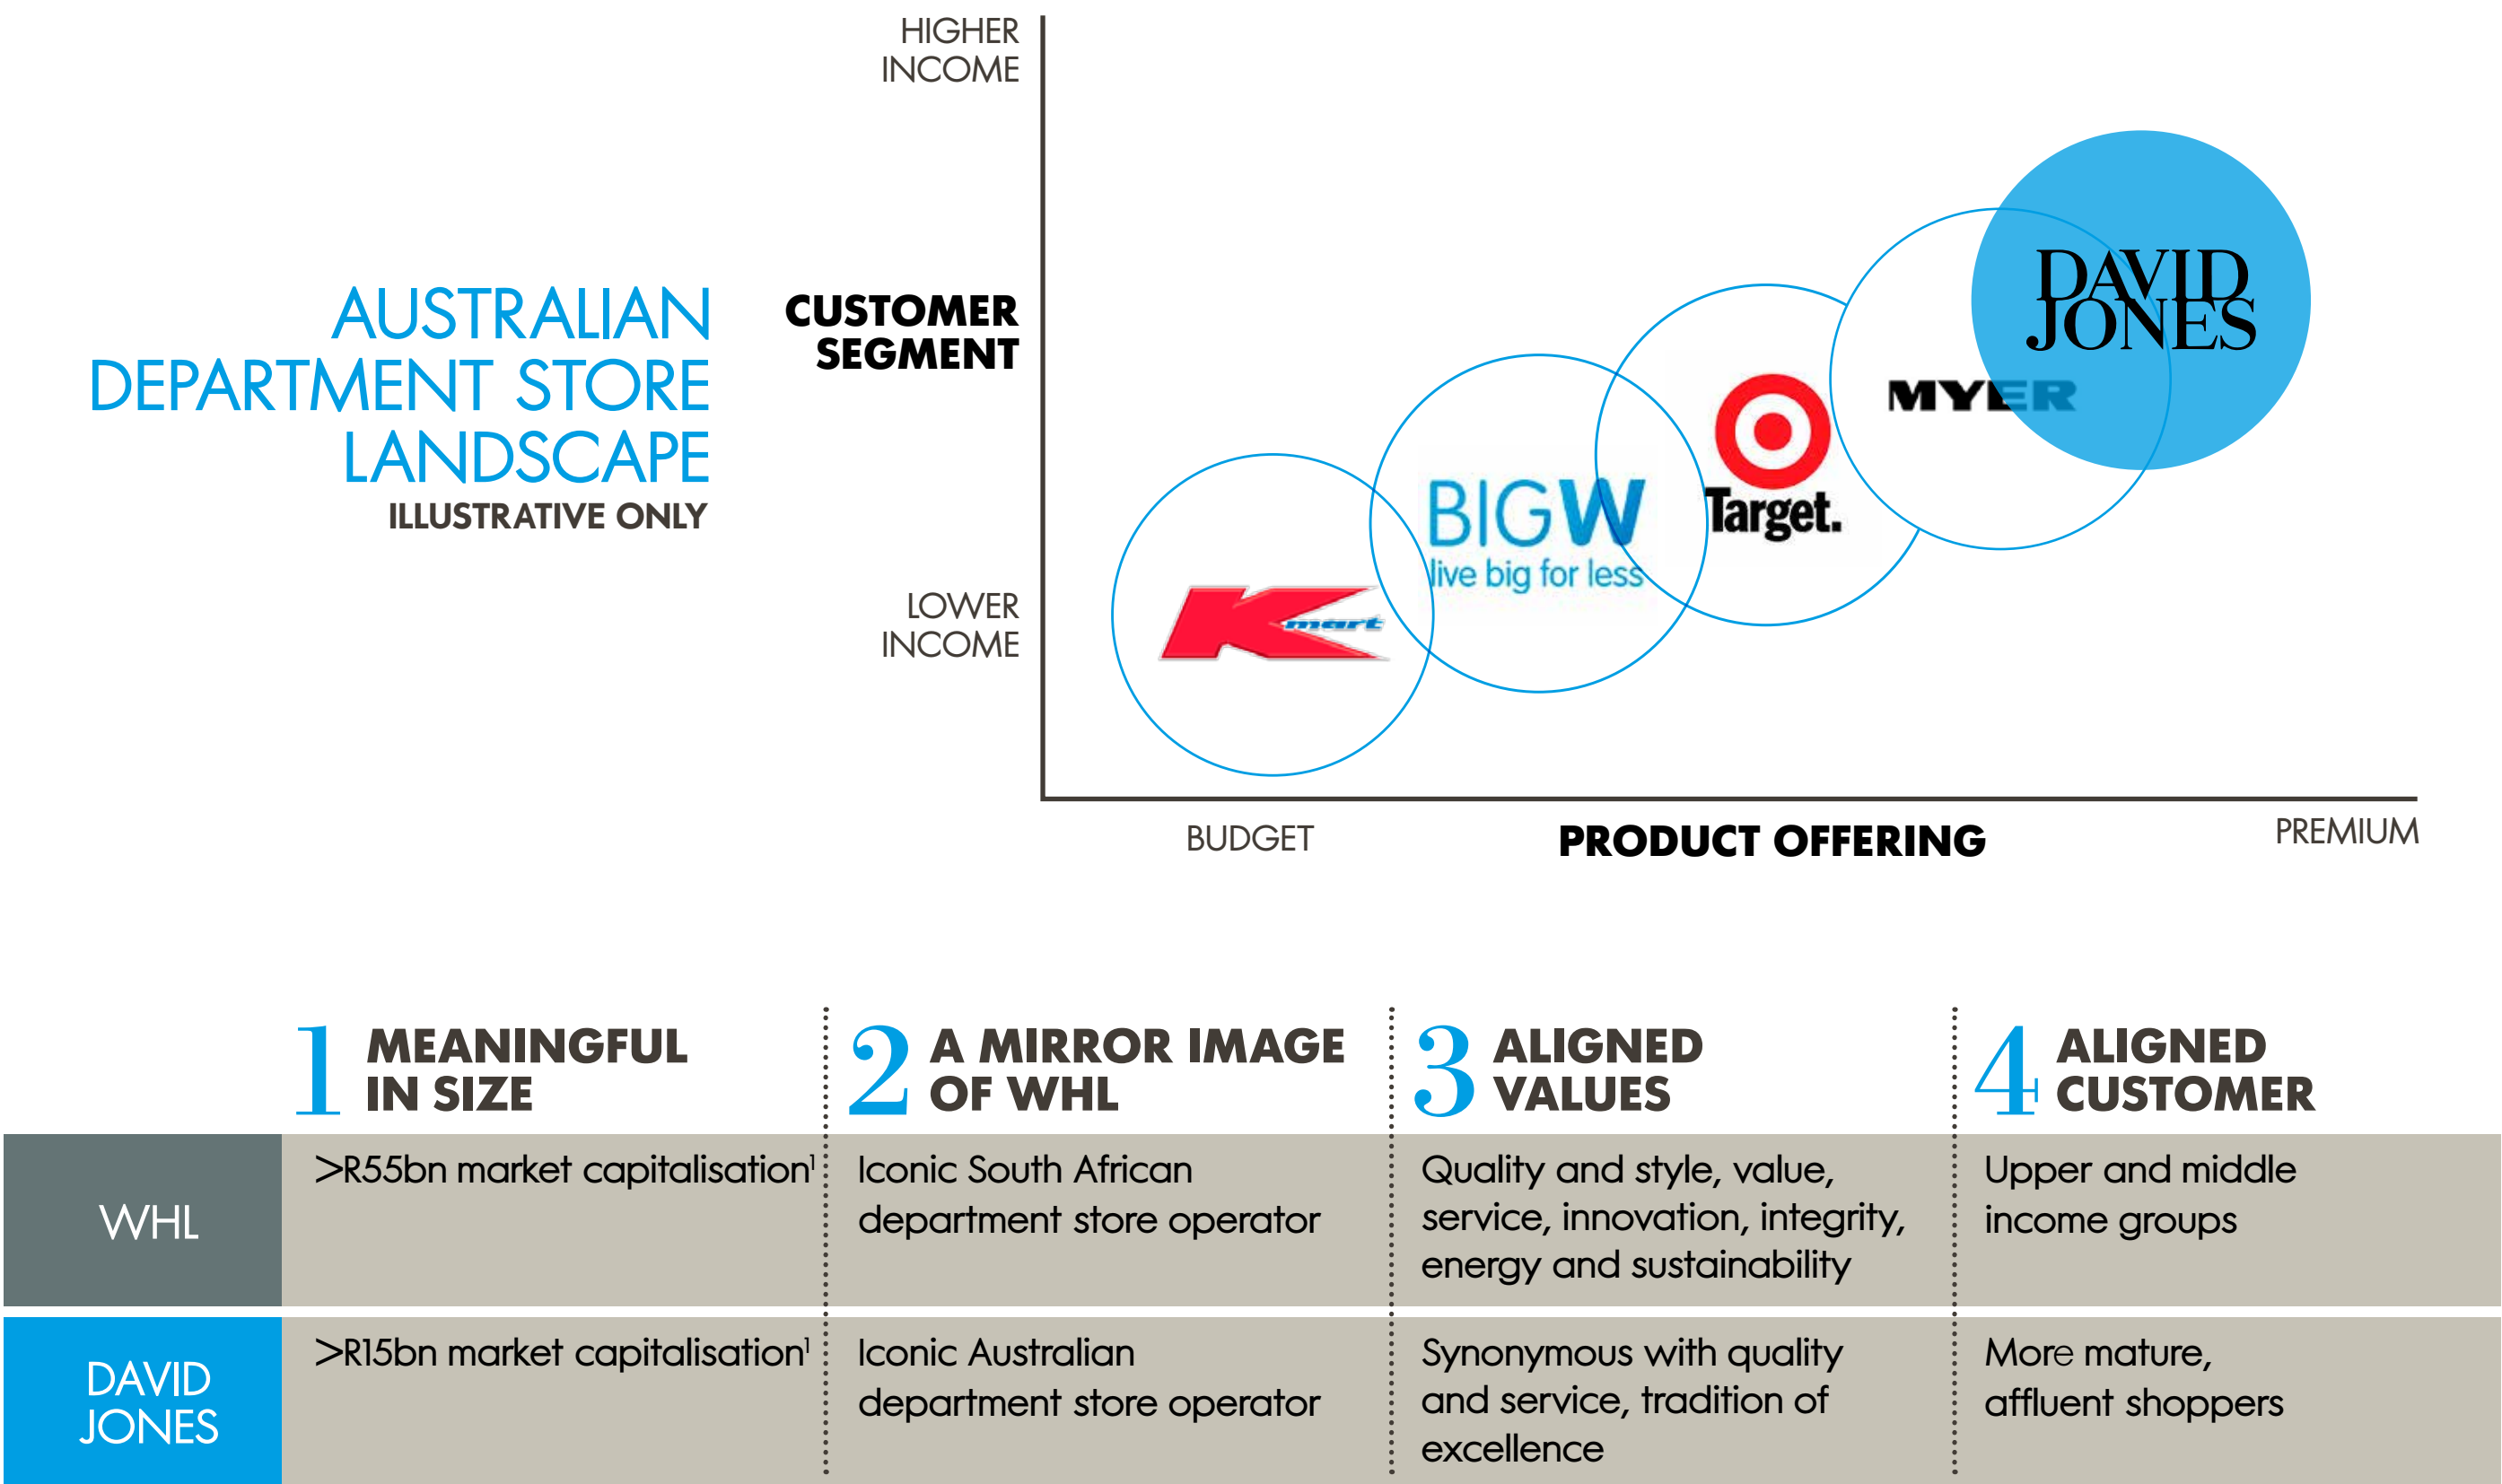 AUSTRALIAN
DEPARTMENT STORE
LANDSCAPE
ILLUSTRATIVE ONLY
HIGHER
INCOME
CUSTOMER
SEGMENT
LOWER
INCOME
DAVID
JONES
MYER
Target.
BIGW
live big for less
Kmart
BUDGET
PRODUCT OFFERING
PREMIUM
1 MEANINGFUL
IN SIZE
2 A MIRROR IMAGE
OF WHL
3 ALIGNED
VALUES
4 ALIGNED
CUSTOMER
WHL
>R55bn market capitalisation¹
Iconic South African
department store operator
Quality and style, value,
service, innovation, integrity,
energy and sustainability
Upper and middle
income groups
DAVID
JONES
>R15bn market capitalisation¹
Iconic Australian
department store operator
Synonymous with quality
and service, tradition of
excellence
More mature,
affluent shoppers